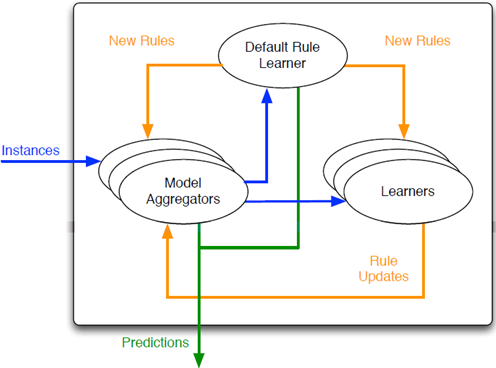 New Rules
Default Rule
Learner
New Rules
Instances
Model
Aggregators
Learners
Rule
Updates
Predictions